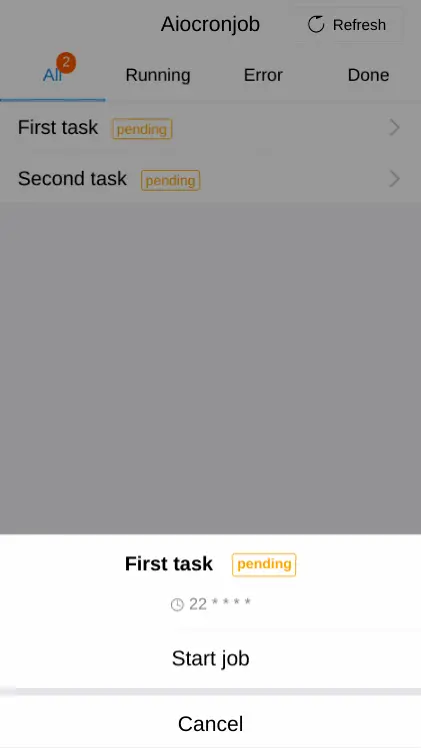 Aiocronjob
Refresh
All 2
Running
Error
Done
First task pending
Second task pending
First task pending
22 * * * *
Start job
Cancel